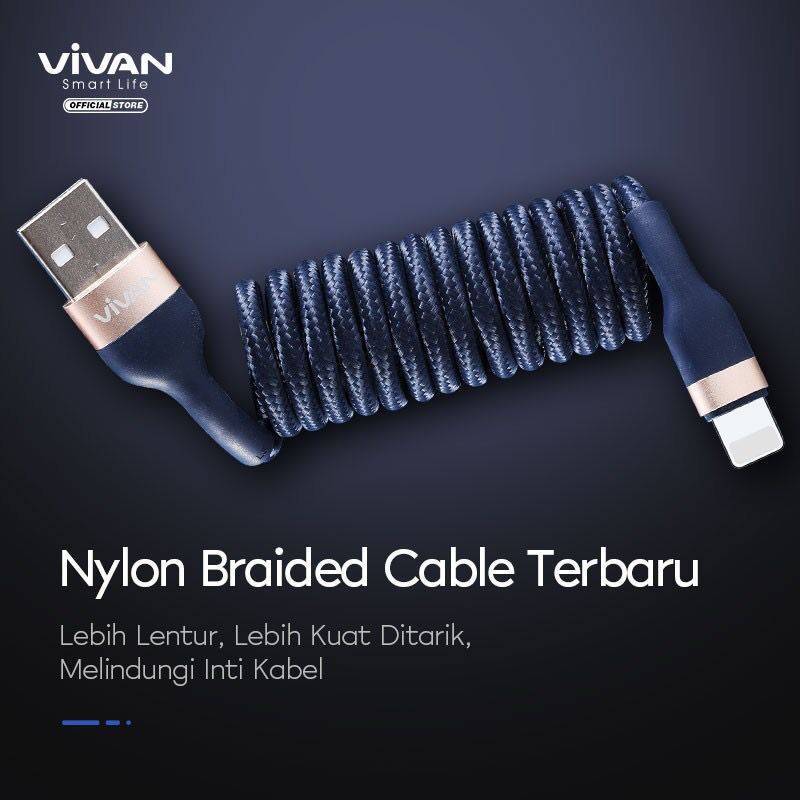 ViVAN
Smart Life
OFFICIAL STORE
ViVAN
Nylon Braided Cable Terbaru
Lebih Lentur, Lebih Kuat Ditarik,
Melindungi Inti Kabel